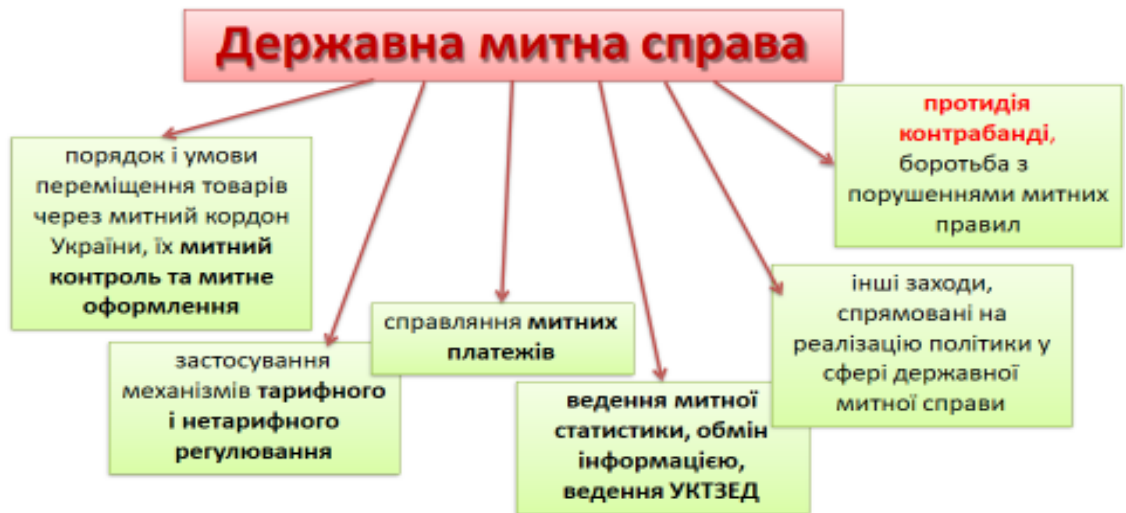 Державна митна справа
порядок і умови
переміщення товарів
через митний кордон
України, їх митний
контроль та митне
оформлення
застосування
механізмів тарифного
і нетарифного
регулювання
справляння митних
платежів
ведення митної
статистики, обмін
інформацією,
ведення УКТЗЕД
інші заходи,
спрямовані на
реалізацію політики у
сфері державної
митної справи
протидія
контрабанді,
боротьба з
порушеннями митних
правил